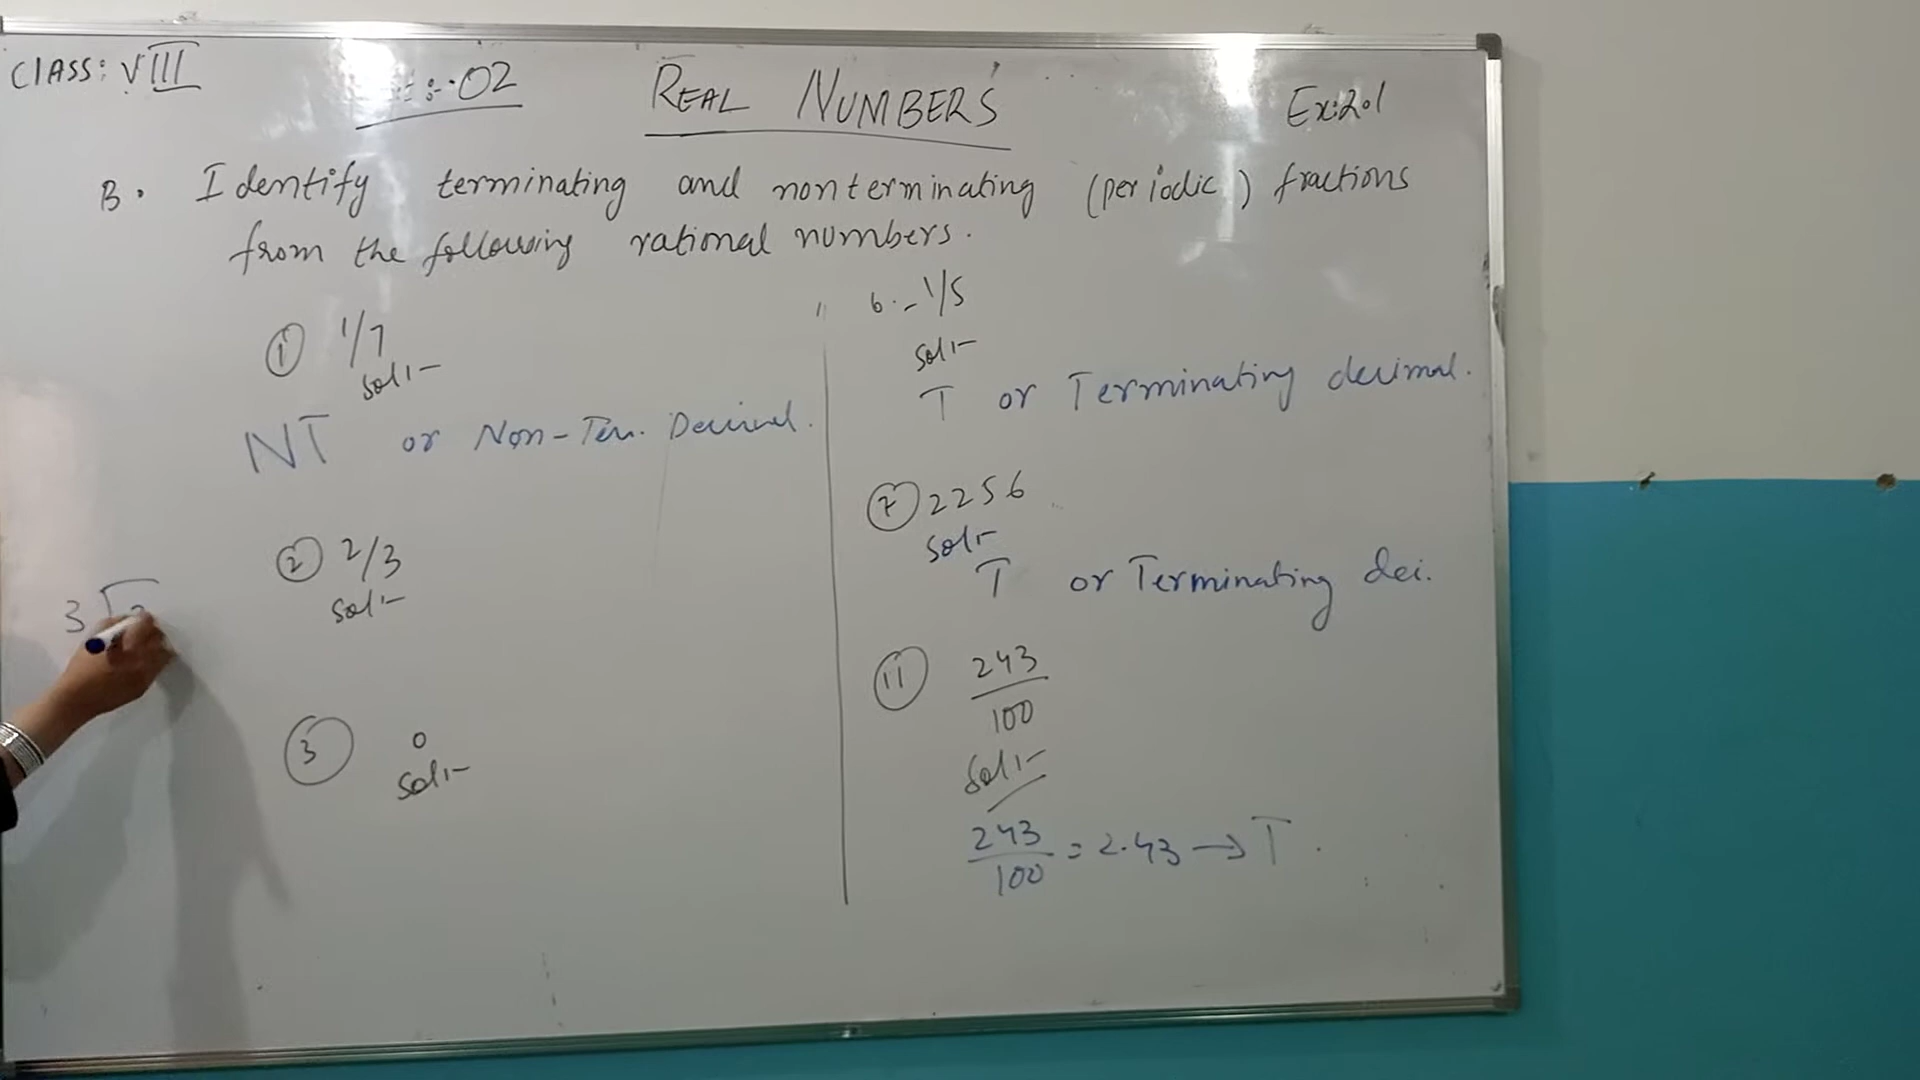 CLASS: VIII
02
REAL NUMBERS
Ex:2.1
B. Identify terminating and nonterminating (periodic) fractions
from the following rational numbers.
① 1/7
Sol:-
NT or Non-Ter. Decimal.
② 2/3
Sol:-
3
③ 0
Sol:-
6. -1/5
Sol:-
T or Terminating decimal.
⑦ 2256
Sol:-
T or Terminating dei.
⑪ 243
100
Sol:-
243
100
= 2.43 → T.